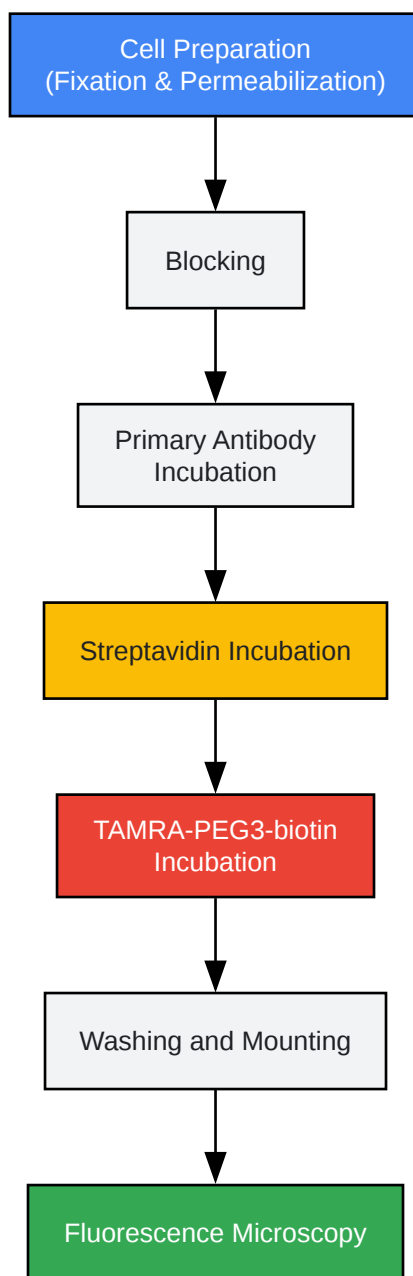 Cell Preparation
(Fixation & Permeabilization)
Blocking
Primary Antibody
Incubation
Streptavidin Incubation
TAMRA-PEG3-biotin
Incubation
Washing and Mounting
Fluorescence Microscopy